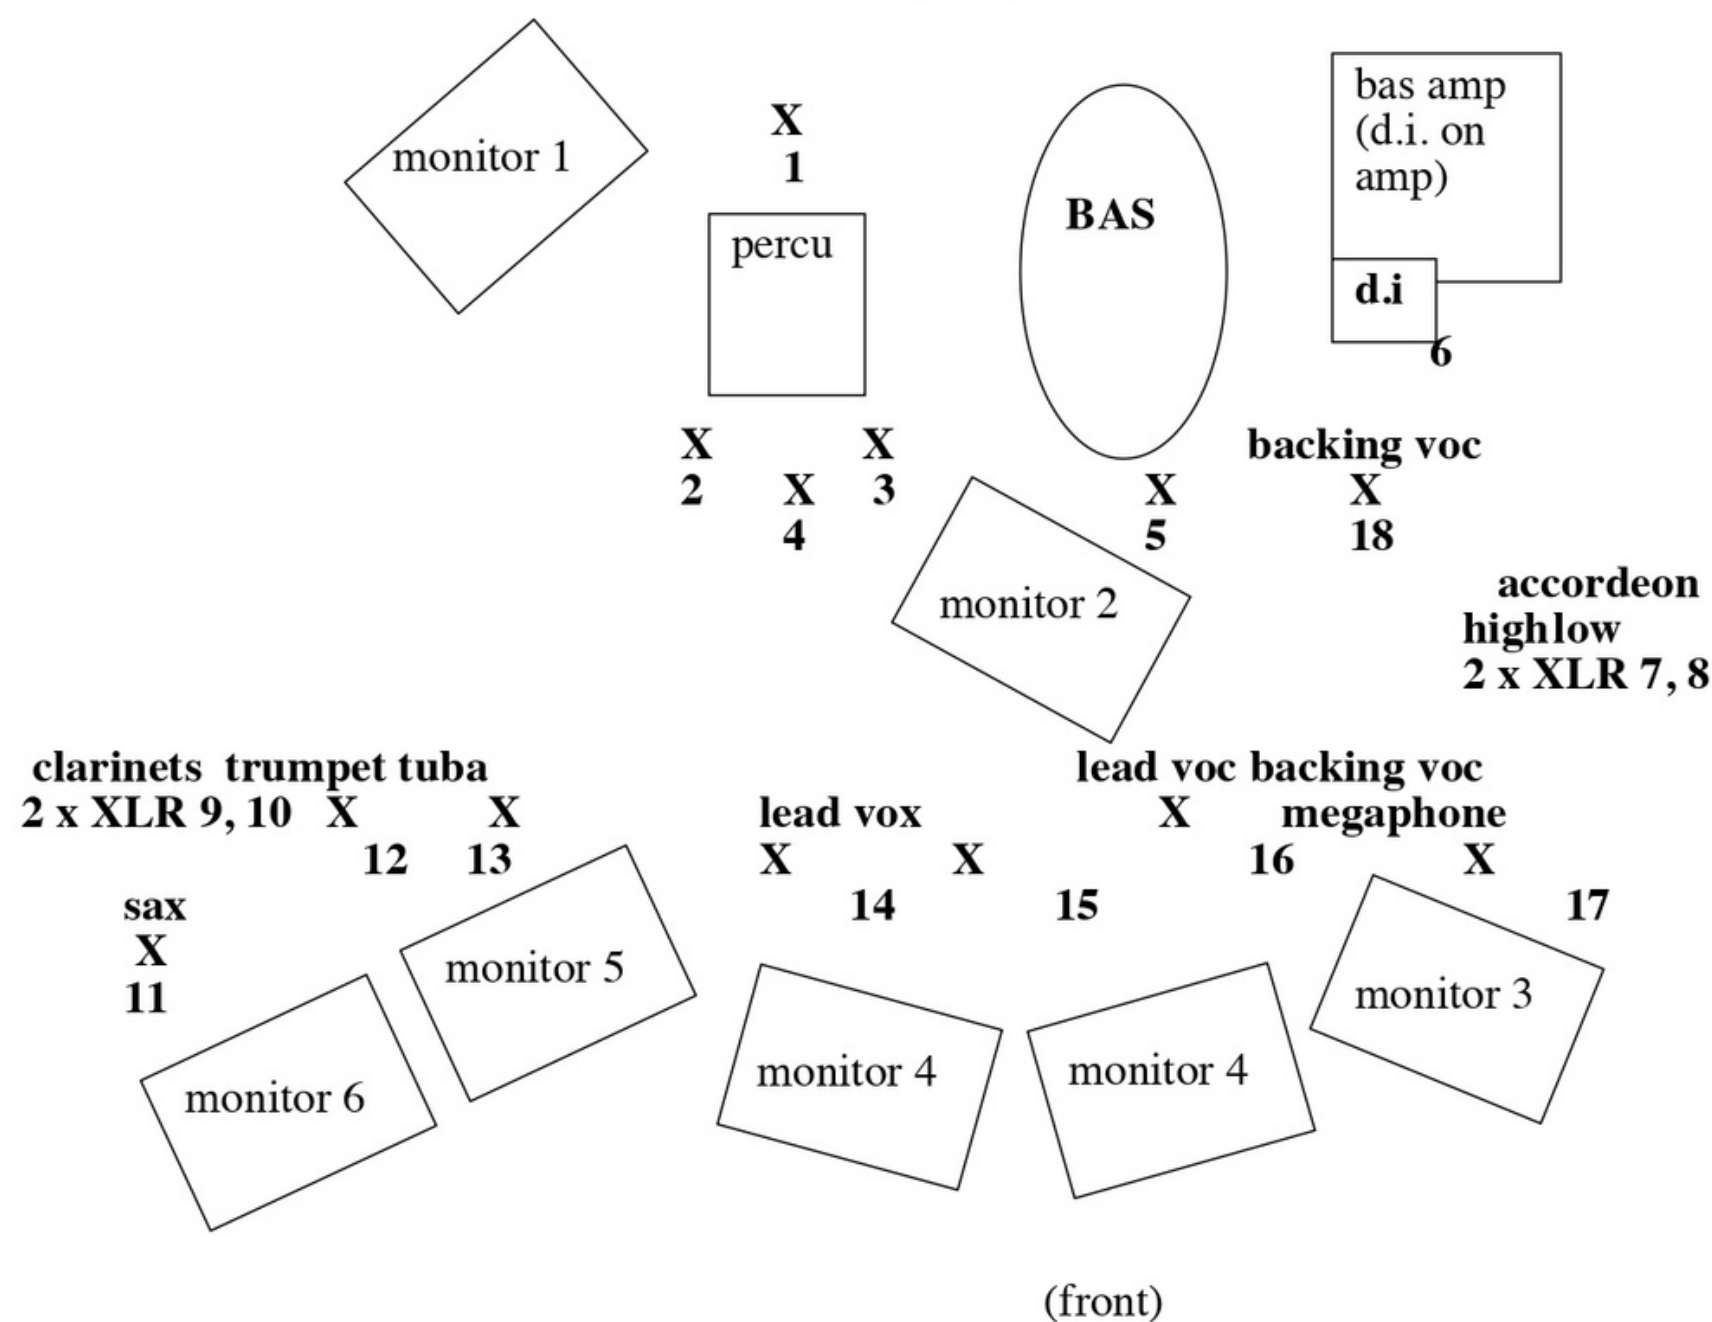 monitor 1
X
1
percu
BAS
bas amp
(d.i. on
amp)
d.i
6
X X
2 X 3
4
X
5
backing voc
X
18
monitor 2
accordeon
high low
2 x XLR 7, 8
clarinets trumpet tuba
2 x XLR 9, 10 X X
12 13
sax
X
11
lead vox
X X
14 15
lead voc backing voc
X megaphone
16 X
17
monitor 5
monitor 6
monitor 4
monitor 4
monitor 3
(front)